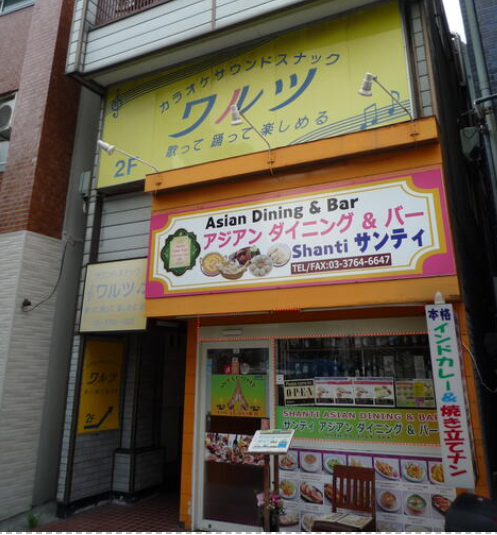 カラオケサウンドスナック
ワルツ
歌って 踊って 楽しめる
2F
Asian Dining & Bar
アジアン ダイニング & バー
Shanti サンティ
TEL/FAX:03-3764-6647
ワルツ
ワルツ
2F
OPEN
SHANTI ASIAN DINING & BA
サンティ アジアン ダイニング & バー
本格
インドカレー&焼き立てナン